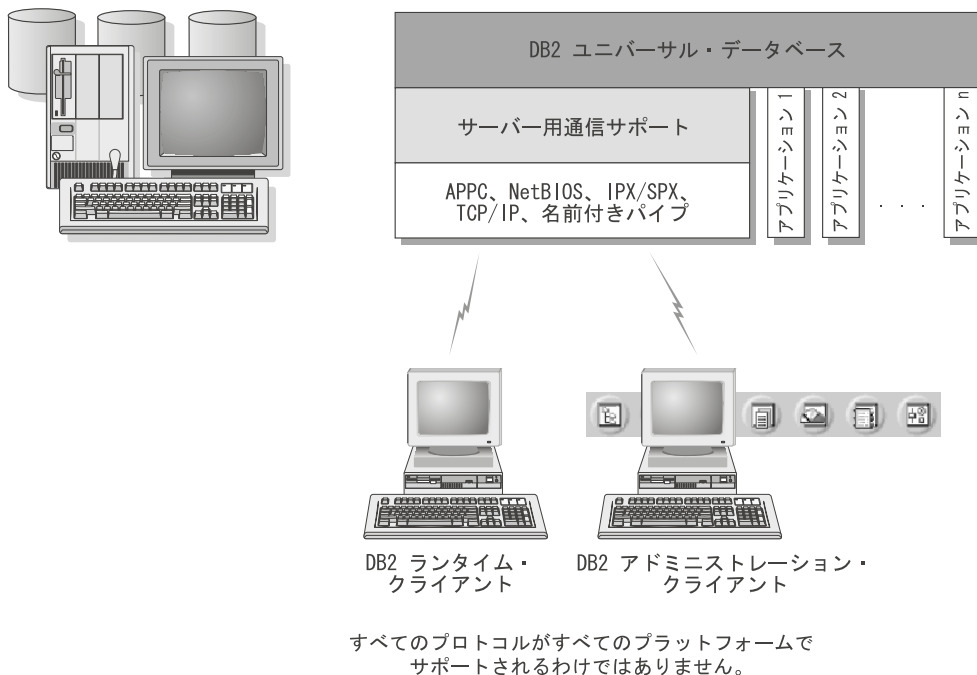 DB2 ユニバーサル・データベース
サーバー用通信サポート
APPC、NetBIOS、IPX/SPX、
TCP/IP、名前付きパイプ
アプリケーション 1
アプリケーション 2
. . .
アプリケーション n
DB2 ランタイム・
クライアント
DB2 アドミニストレーション・
クライアント
すべてのプロトコルがすべてのプラットフォームで
サポートされるわけではありません。